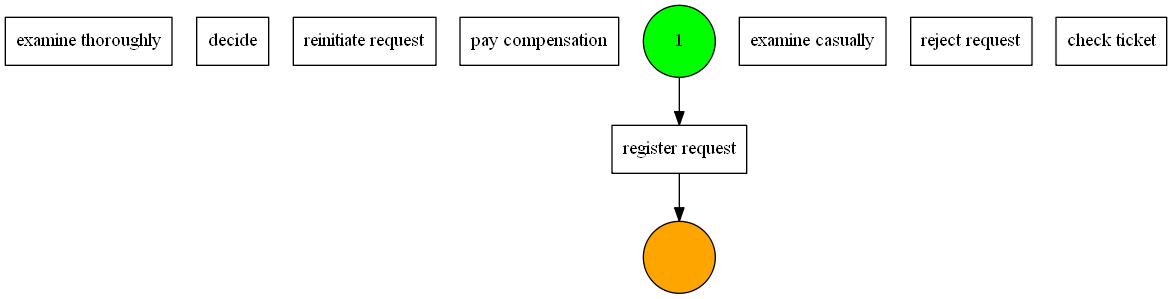 examine thoroughly
decide
reinitiate request
pay compensation
1
examine casually
reject request
check ticket
register request